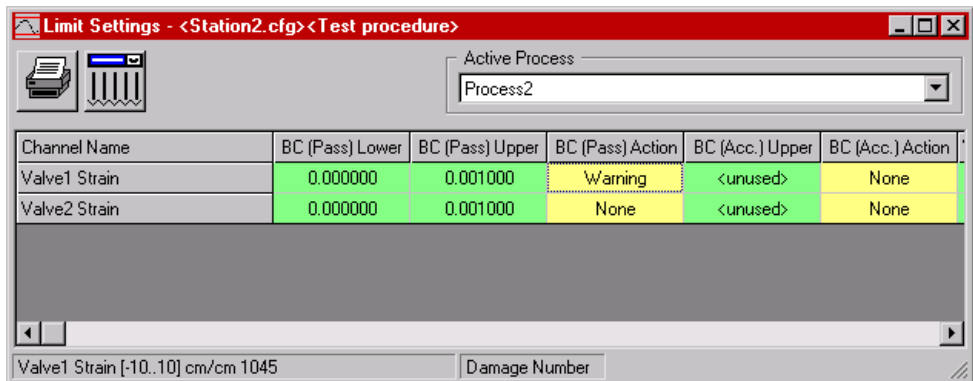 Limit Settings - <Station2.cfg><Test procedure>
Active Process
Process2
Channel Name BC (Pass) Lower BC (Pass) Upper BC (Pass) Action BC (Acc.) Upper BC (Acc.) Action
Valve1 Strain 0.000000 0.001000 Warning <unused> None
Valve2 Strain 0.000000 0.001000 None <unused> None
Valve1 Strain [-10..10] cm/cm 1045 Damage Number